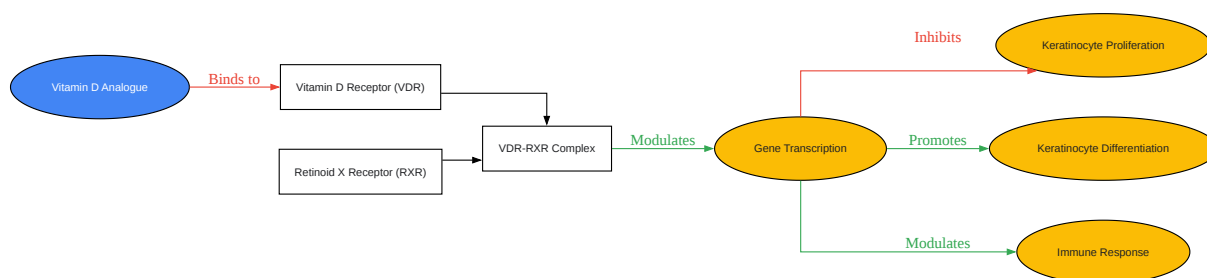 Inhibits
Keratinocyte Proliferation
Vitamin D Analogue
Binds to
Vitamin D Receptor (VDR)
VDR-RXR Complex
Modulates
Gene Transcription
Promotes
Keratinocyte Differentiation
Retinoid X Receptor (RXR)
Modulates
Immune Response